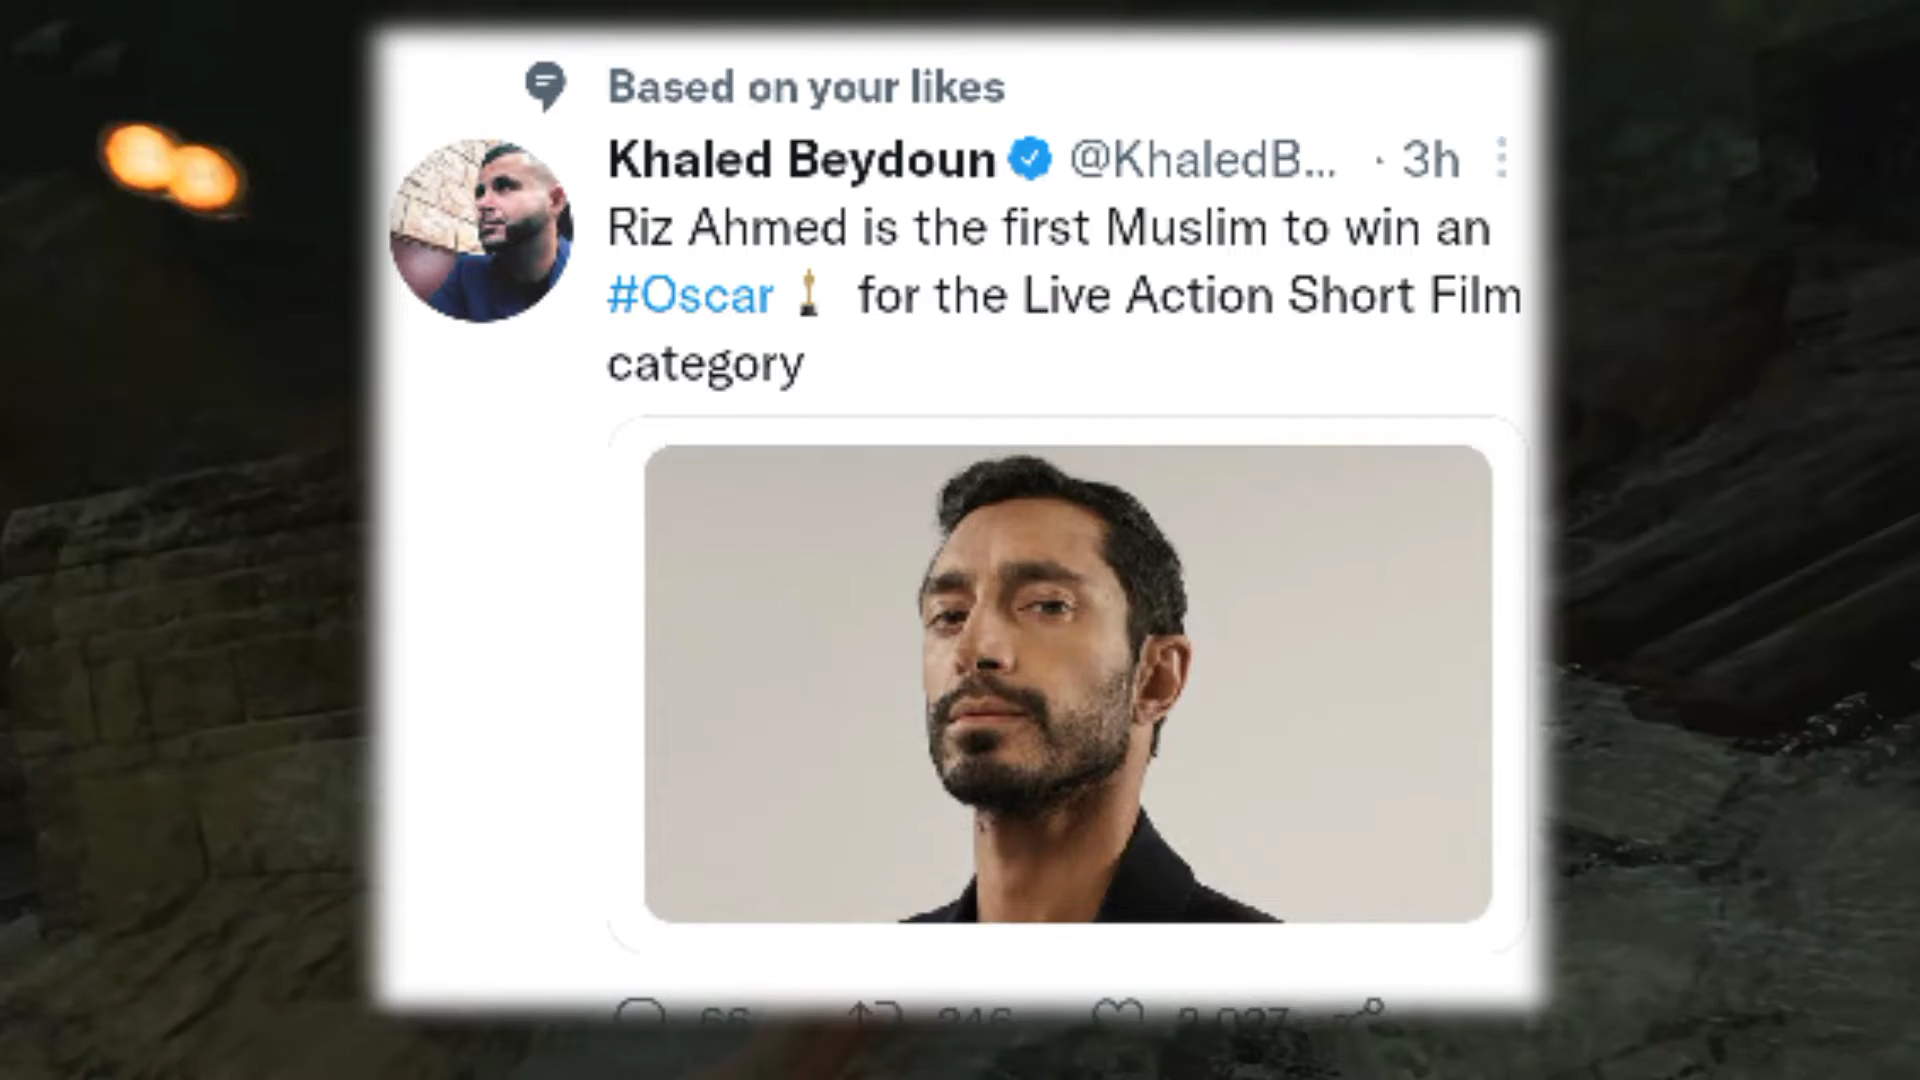 Based on your likes
Khaled Beydoun @KhaledB... · 3h
Riz Ahmed is the first Muslim to win an
#Oscar for the Live Action Short Film
category